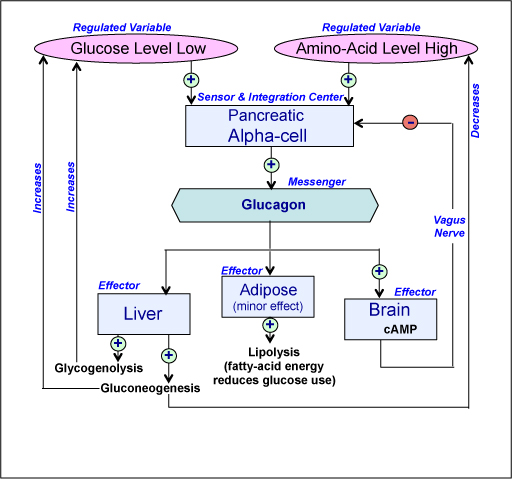 Regulated Variable
Regulated Variable
Glucose Level Low
Amino-Acid Level High
+
+
Sensor & Integration Center
Pancreatic
Alpha-cell
-
Decreases
+
Increases
Increases
Messenger
Glucagon
Vagus
Nerve
Effector
Liver
Effector
Adipose
(minor effect)
+
Effector
Brain
cAMP
+
+
+
Glycogenolysis
Gluconeogenesis
Lipolysis
(fatty-acid energy
reduces glucose use)